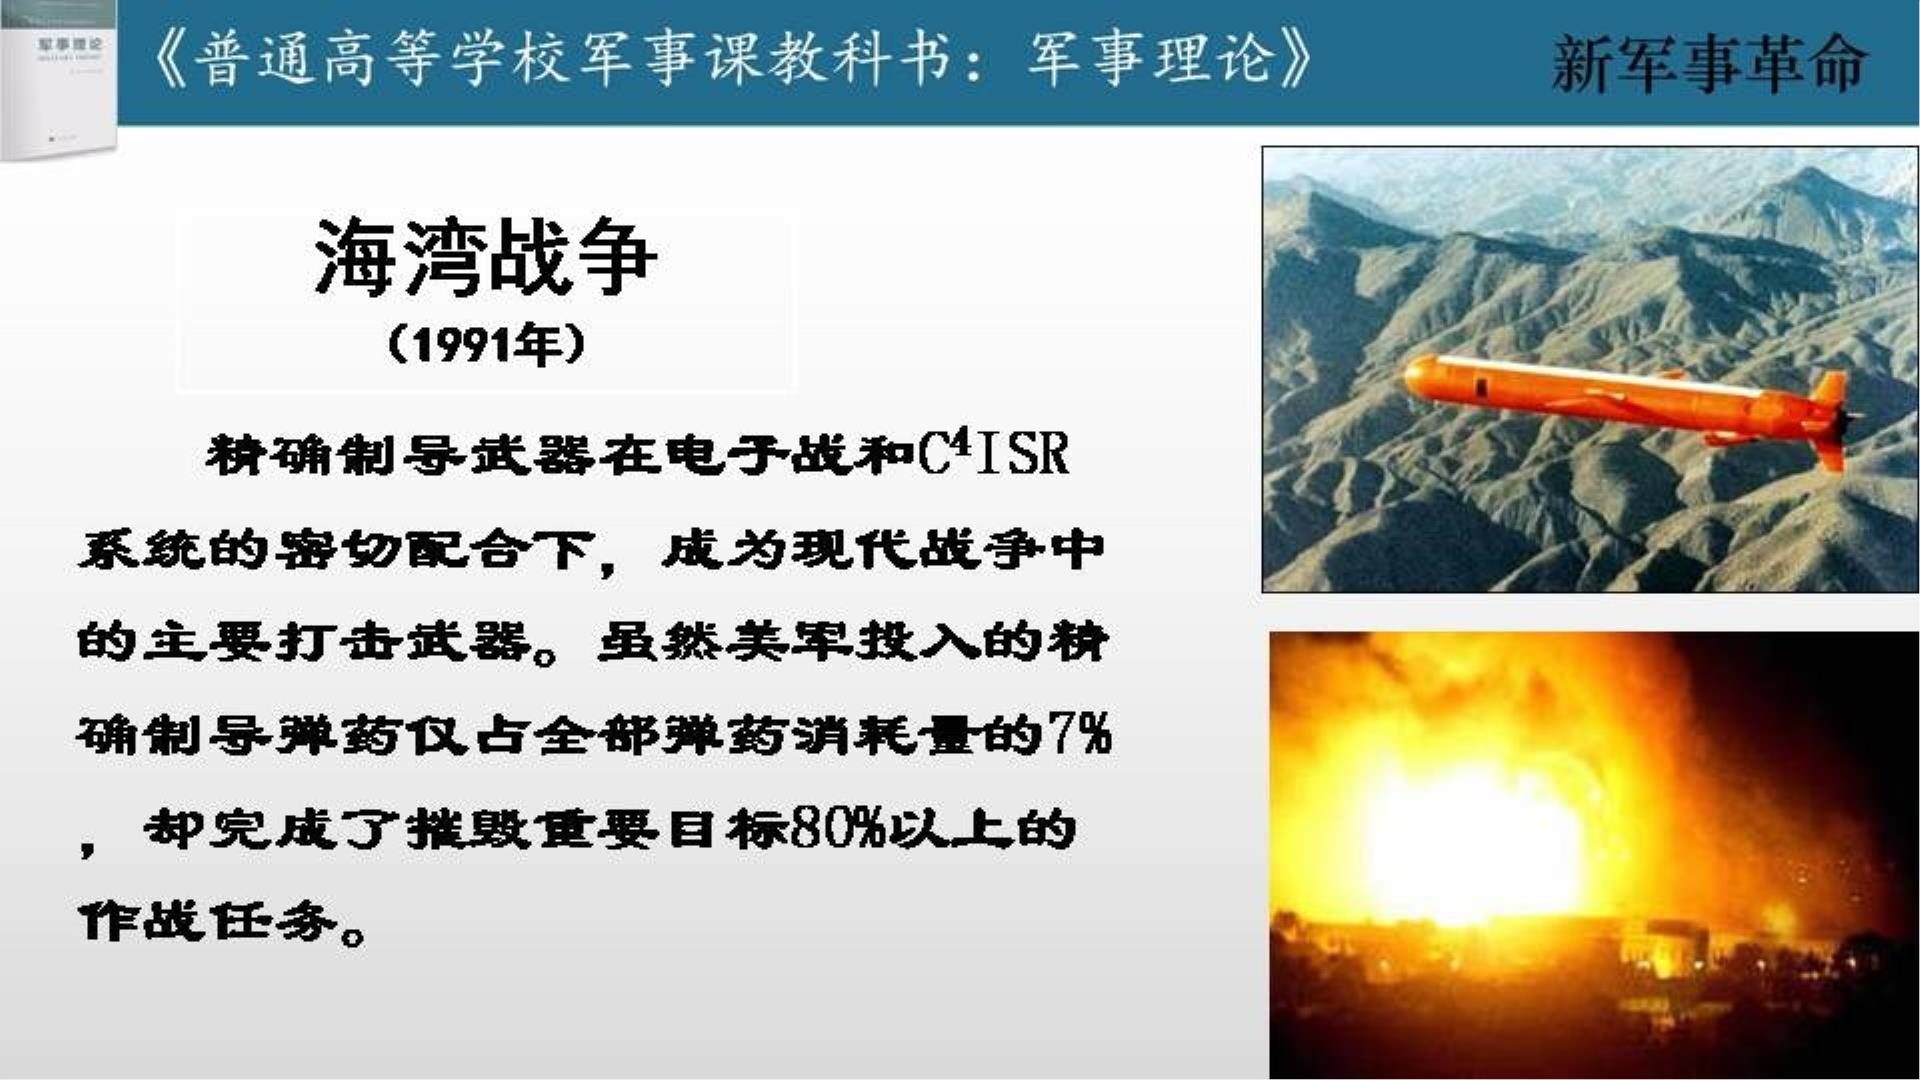 军事理论
《普通高等学校军事课教科书：军事理论》
新军事革命
海湾战争
（1991年）
精确制导武器在电子战和C⁴ISR
系统的密切配合下，成为现代战争中
的主要打击武器。虽然美军投入的精
确制导弹药仅占全部弹药消耗量的7%
，却完成了摧毁重要目标80%以上的
作战任务。